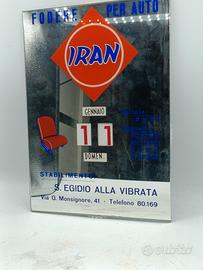 FODERE PER AUTO
IRAN
GENNAIO
11
DOMEN.
STABILIMENTO:
S. EGIDIO ALLA VIBRATA
Via G. Monsignore, 41 - Telefono 80.169
subito